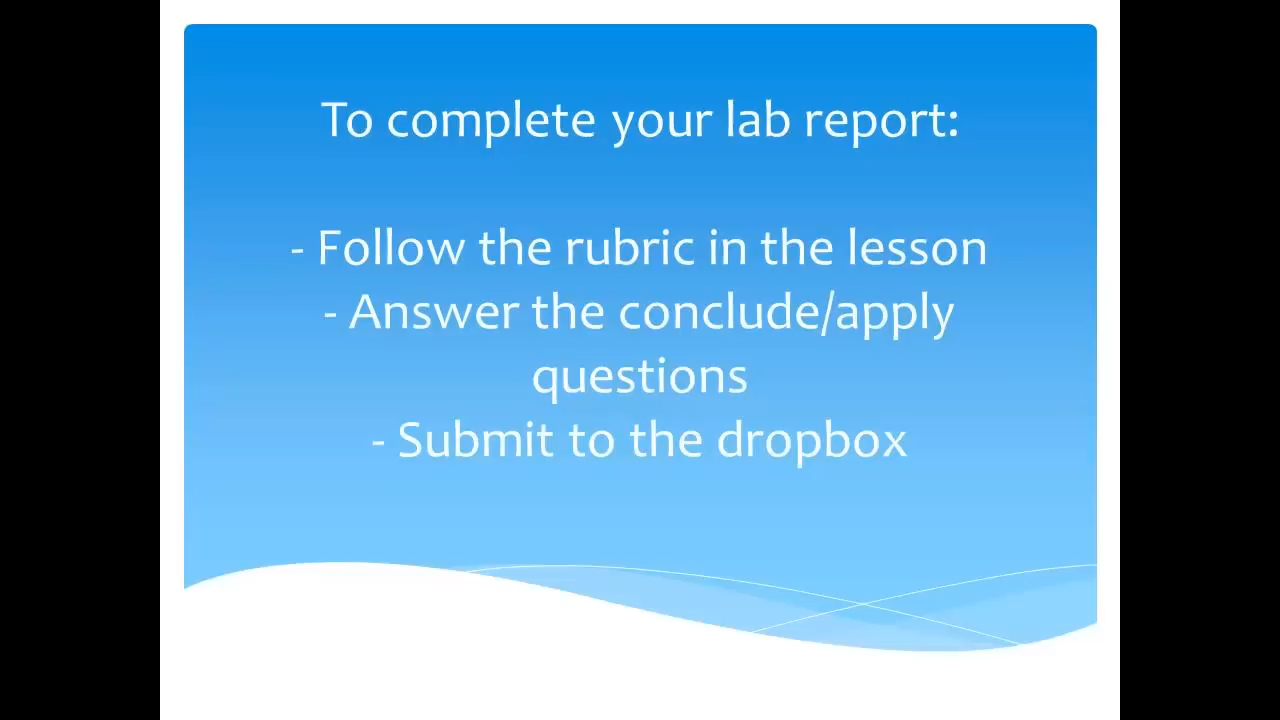 To complete your lab report:
- Follow the rubric in the lesson
- Answer the conclude/apply
questions
- Submit to the dropbox